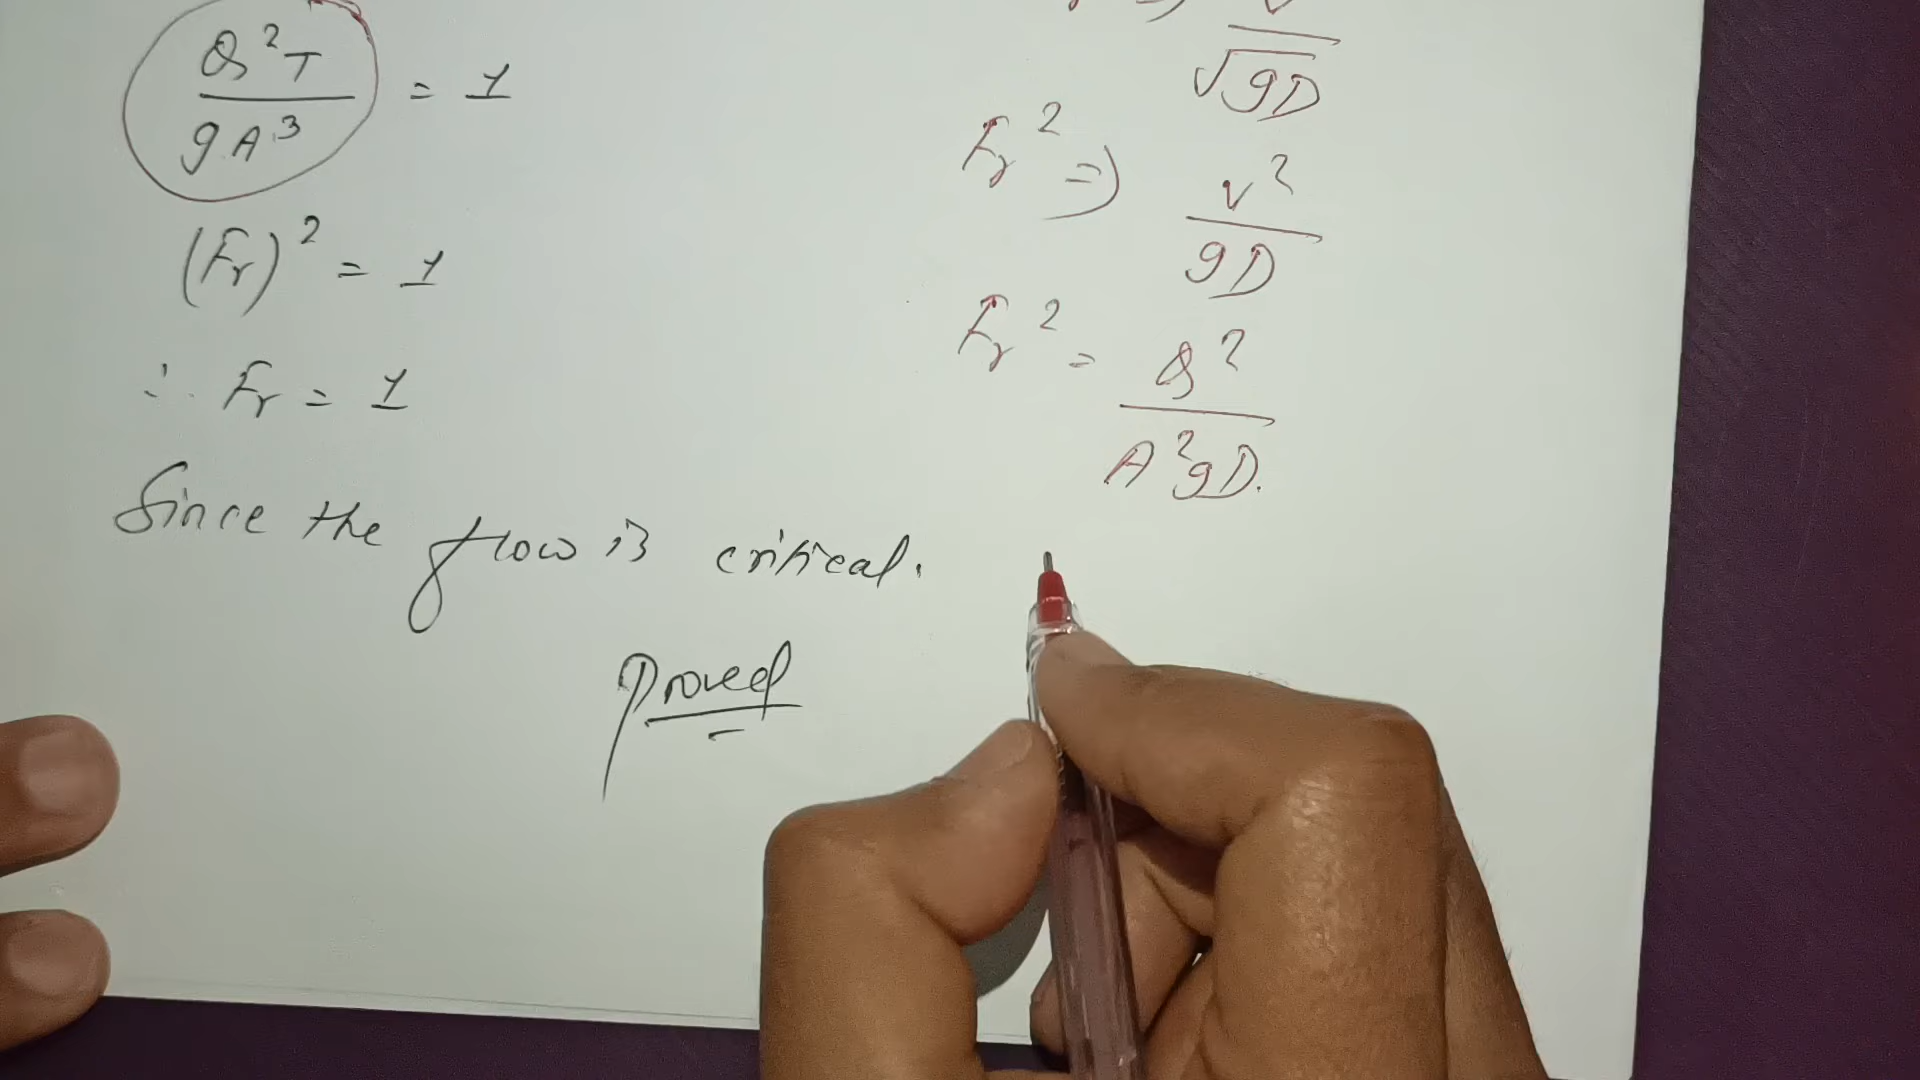 Q²T / gA³ = 1
(Fr)² = 1
∴ Fr = 1
Since the flow is critical.
Proved
V / √gD
Fr² => V² / gD
Fr² = Q² / A²gD.